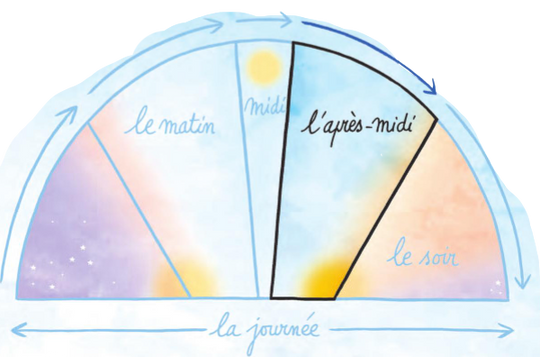 le matin
midi
l'après-midi
le soir
la journée